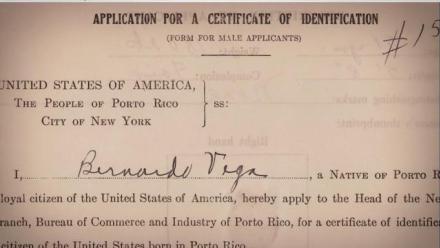 APPLICATION FOR A CERTIFICATE OF IDENTIFICATION
(FORM FOR MALE APPLICANTS)
#15
UNITED STATES OF AMERICA,
THE PEOPLE OF PORTO RICO
CITY OF NEW YORK
} ss:
I, Bernardo Vega, a NATIVE OF PORTO R
loyal citizen of the United States of America, hereby apply to the Head of the Ne
ranch, Bureau of Commerce and Industry of Porto Rico, for a certificate of identific
citizen of the United States born in Porto Rico.